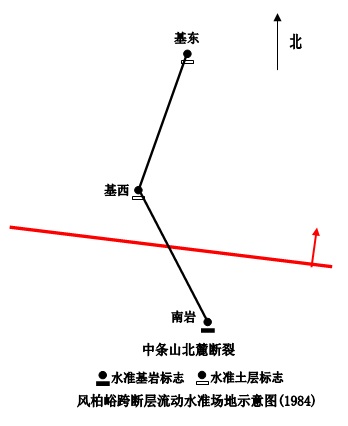 基东
北
基西
南岩
中条山北麓断裂
水准基岩标志 水准土层标志
风柏峪跨断层流动水准场地示意图(1984)